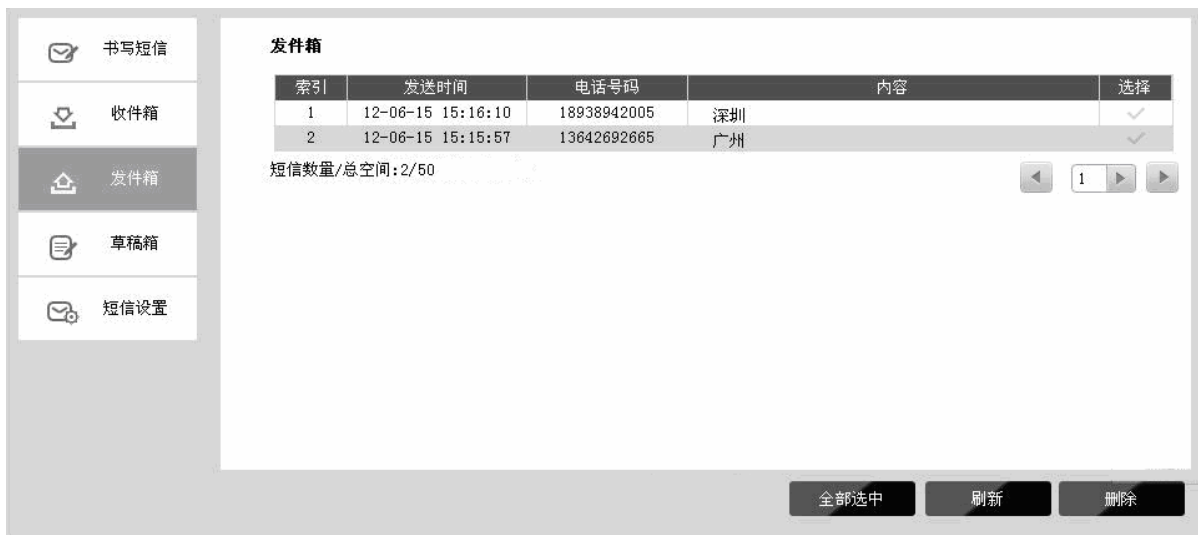 书写短信
收件箱
发件箱
草稿箱
短信设置
发件箱
索引 发送时间 电话号码 内容 选择
1 12-06-15 15:16:10 18938942005 深圳
2 12-06-15 15:15:57 13642692665 广州
短信数量/总空间:2/50
1
全部选中 刷新 删除